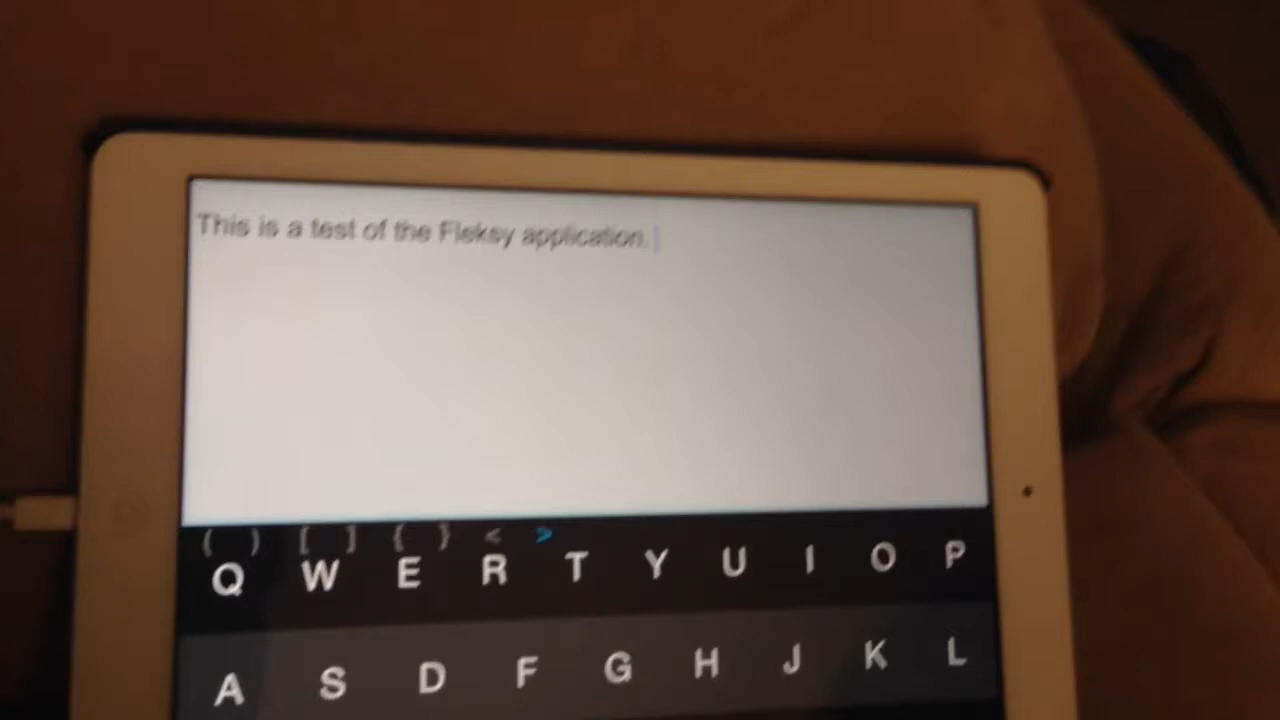 This is a test of the Fleksy application.
( ) [ ] { } < >
Q W E R T Y U I O P
A S D F G H J K L